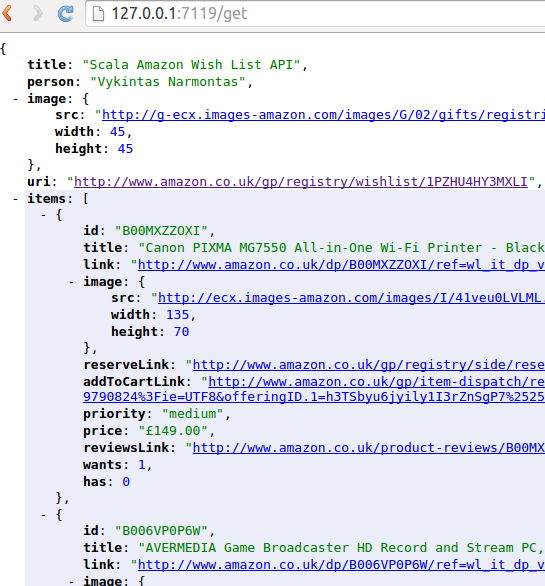 127.0.0.1:7119/get
{
title: "Scala Amazon Wish List API",
person: "Vykintas Narmontas",
- image: {
src: "http://g-ecx.images-amazon.com/images/G/02/gifts/registri
width: 45,
height: 45
},
uri: "http://www.amazon.co.uk/gp/registry/wishlist/1PZHU4HY3MXLI",
- items: [
- {
id: "B00MXZZOXI",
title: "Canon PIXMA MG7550 All-in-One Wi-Fi Printer - Black
link: "http://www.amazon.co.uk/dp/B00MXZZOXI/ref=wl_it_dp_v
- image: {
src: "http://ecx.images-amazon.com/images/I/41veu0LVLML.
width: 135,
height: 70
},
reserveLink: "http://www.amazon.co.uk/gp/registry/side/rese
addToCartLink: "http://www.amazon.co.uk/gp/item-dispatch/re
9790824%3Fie=UTF8&offeringID.1=h3TSbyu6jyily1I3rZnSgP7%2525
priority: "medium",
price: "£149.00",
reviewsLink: "http://www.amazon.co.uk/product-reviews/B00MX
wants: 1,
has: 0
},
- {
id: "B006VP0P6W",
title: "AVERMEDIA Game Broadcaster HD Record and Stream PC,
link: "http://www.amazon.co.uk/dp/B006VP0P6W/ref=wl_it_dp_v
- image: {